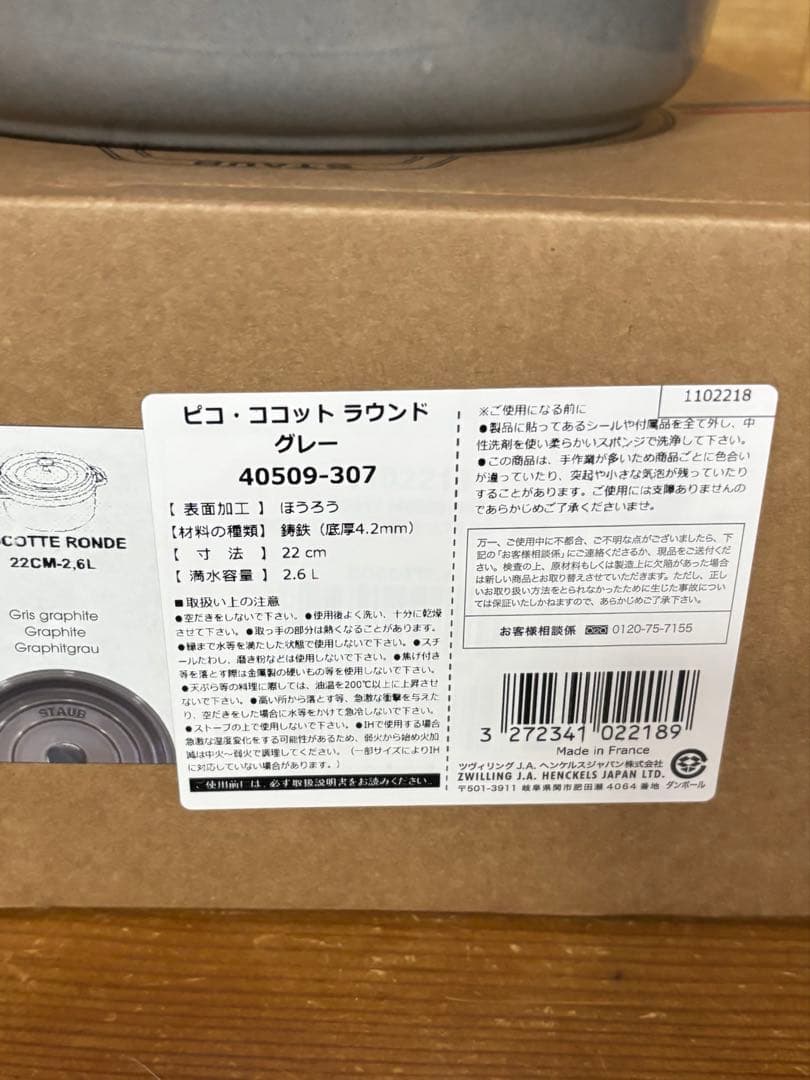 STAUB
COTTE RONDE
22CM-2,6L
Gris graphite
Graphite
Graphitgrau
STAUB
ピコ・ココット ラウンド
グレー
40509-307
【 表面加工 】 ほうろう
【材料の種類】 鋳鉄（底厚4.2mm）
【 寸 法 】 22 cm
【 満水容量 】 2.6 L
■取扱い上の注意
●空だきをしないで下さい。●使用後よく洗い、十分に乾燥
させて下さい。●取っ手の部分は熱くなることがあります。
●縁まで水等を満たした状態で使用しないで下さい。●スチ
ールたわし、磨き粉などは使用しないで下さい。●焦げ付き
等を落とす際は金属製の硬いもの等を使用しないで下さい。
●天ぷら等の料理に際しては、油温を200℃以上に上昇させ
ないで下さい。●高い所から落とす等、急激な衝撃を与えた
り、空だきをした場合に水等をかけて急冷しないで下さい。
●ストーブの上で使用しないで下さい。●IHで使用する場合
急激な温度変化をする可能性があるため、弱火から始め火加
減は中火～弱火で調理してください。（一部サイズによりIH
に対応していない場合があります。）
ご使用前には、必ず取扱説明書をお読みください。
1102218
※ご使用になる前に
●製品に貼ってあるシールや付属品を全て外し、中
性洗剤を使い柔らかいスポンジで洗浄して下さい。
●この商品は、手作業が多いため商品ごとに色合い
が違っていたり、突起や小さな気泡が残っていたり
することがあります。ご使用には支障ありませんの
であらかじめご了承くださいませ。
万一、ご使用中に不都合、ご不明な点がございましたら、下
記の「お客様相談係」にご連絡くださるか、現品をご送付くださ
い。検査の上、原材料もしくは製造上に欠陥があった場合
は新しい商品とお取り替えさせていただきます。ただし、正し
いお取り扱い方法をとられなかったために生じた事故につい
ては保証いたしかねますので、あらかじめご了承下さい。
お客様相談係 0120-75-7155
3 272341 022189
Made in France
ツヴィリング J.A. ヘンケルスジャパン株式会社
ZWILLING J.A. HENCKELS JAPAN LTD.
〒501-3911 岐阜県関市肥田瀬 4064 番地
ダンボール